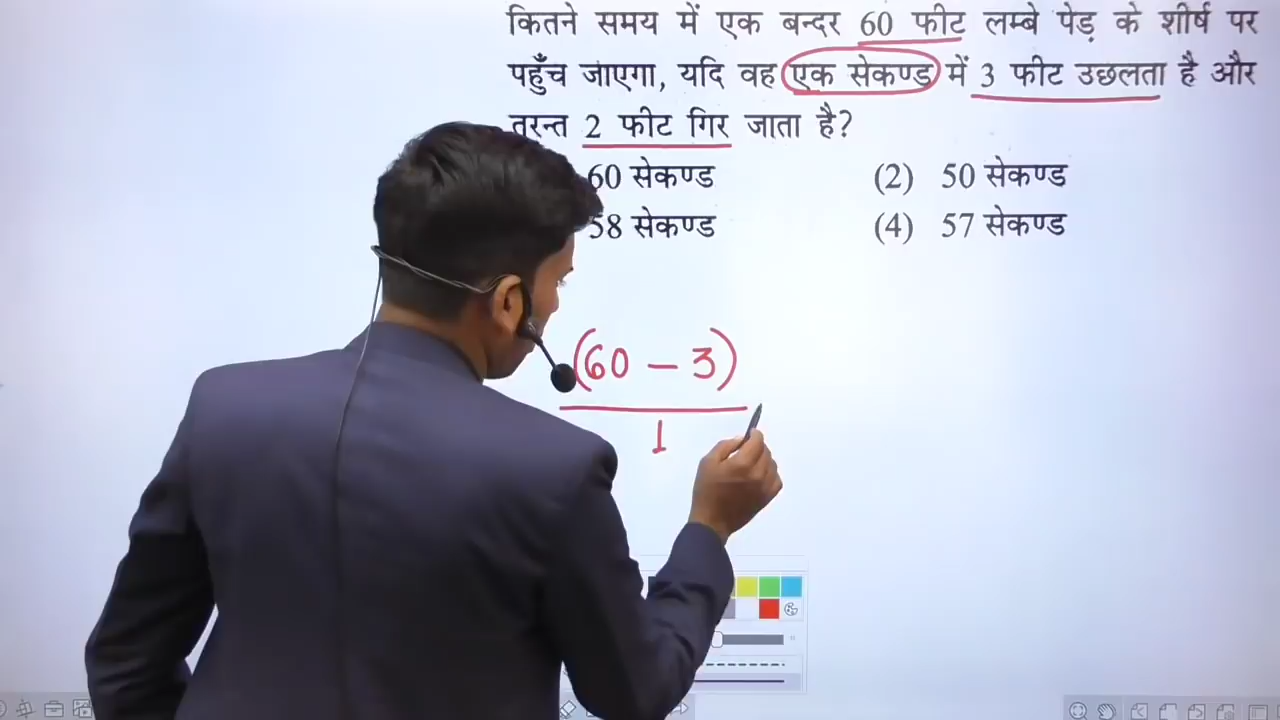 कितने समय में एक बन्दर 60 फीट लम्बे पेड़ के शीर्ष पर
पहुँच जाएगा, यदि वह एक सेकण्ड में 3 फीट उछलता है और
तुरन्त 2 फीट गिर जाता है?
60 सेकण्ड (2) 50 सेकण्ड
58 सेकण्ड (4) 57 सेकण्ड
(60 - 3)
1